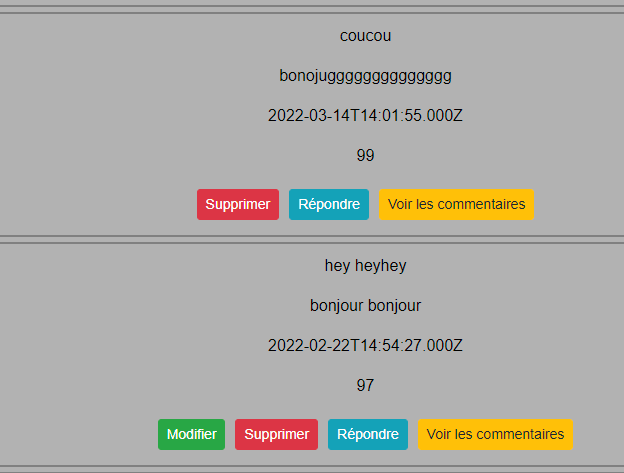 coucou
bonojugggggggggggggg
2022-03-14T14:01:55.000Z
99
Supprimer Répondre Voir les commentaires
hey heyhey
bonjour bonjour
2022-02-22T14:54:27.000Z
97
Modifier Supprimer Répondre Voir les commentaires